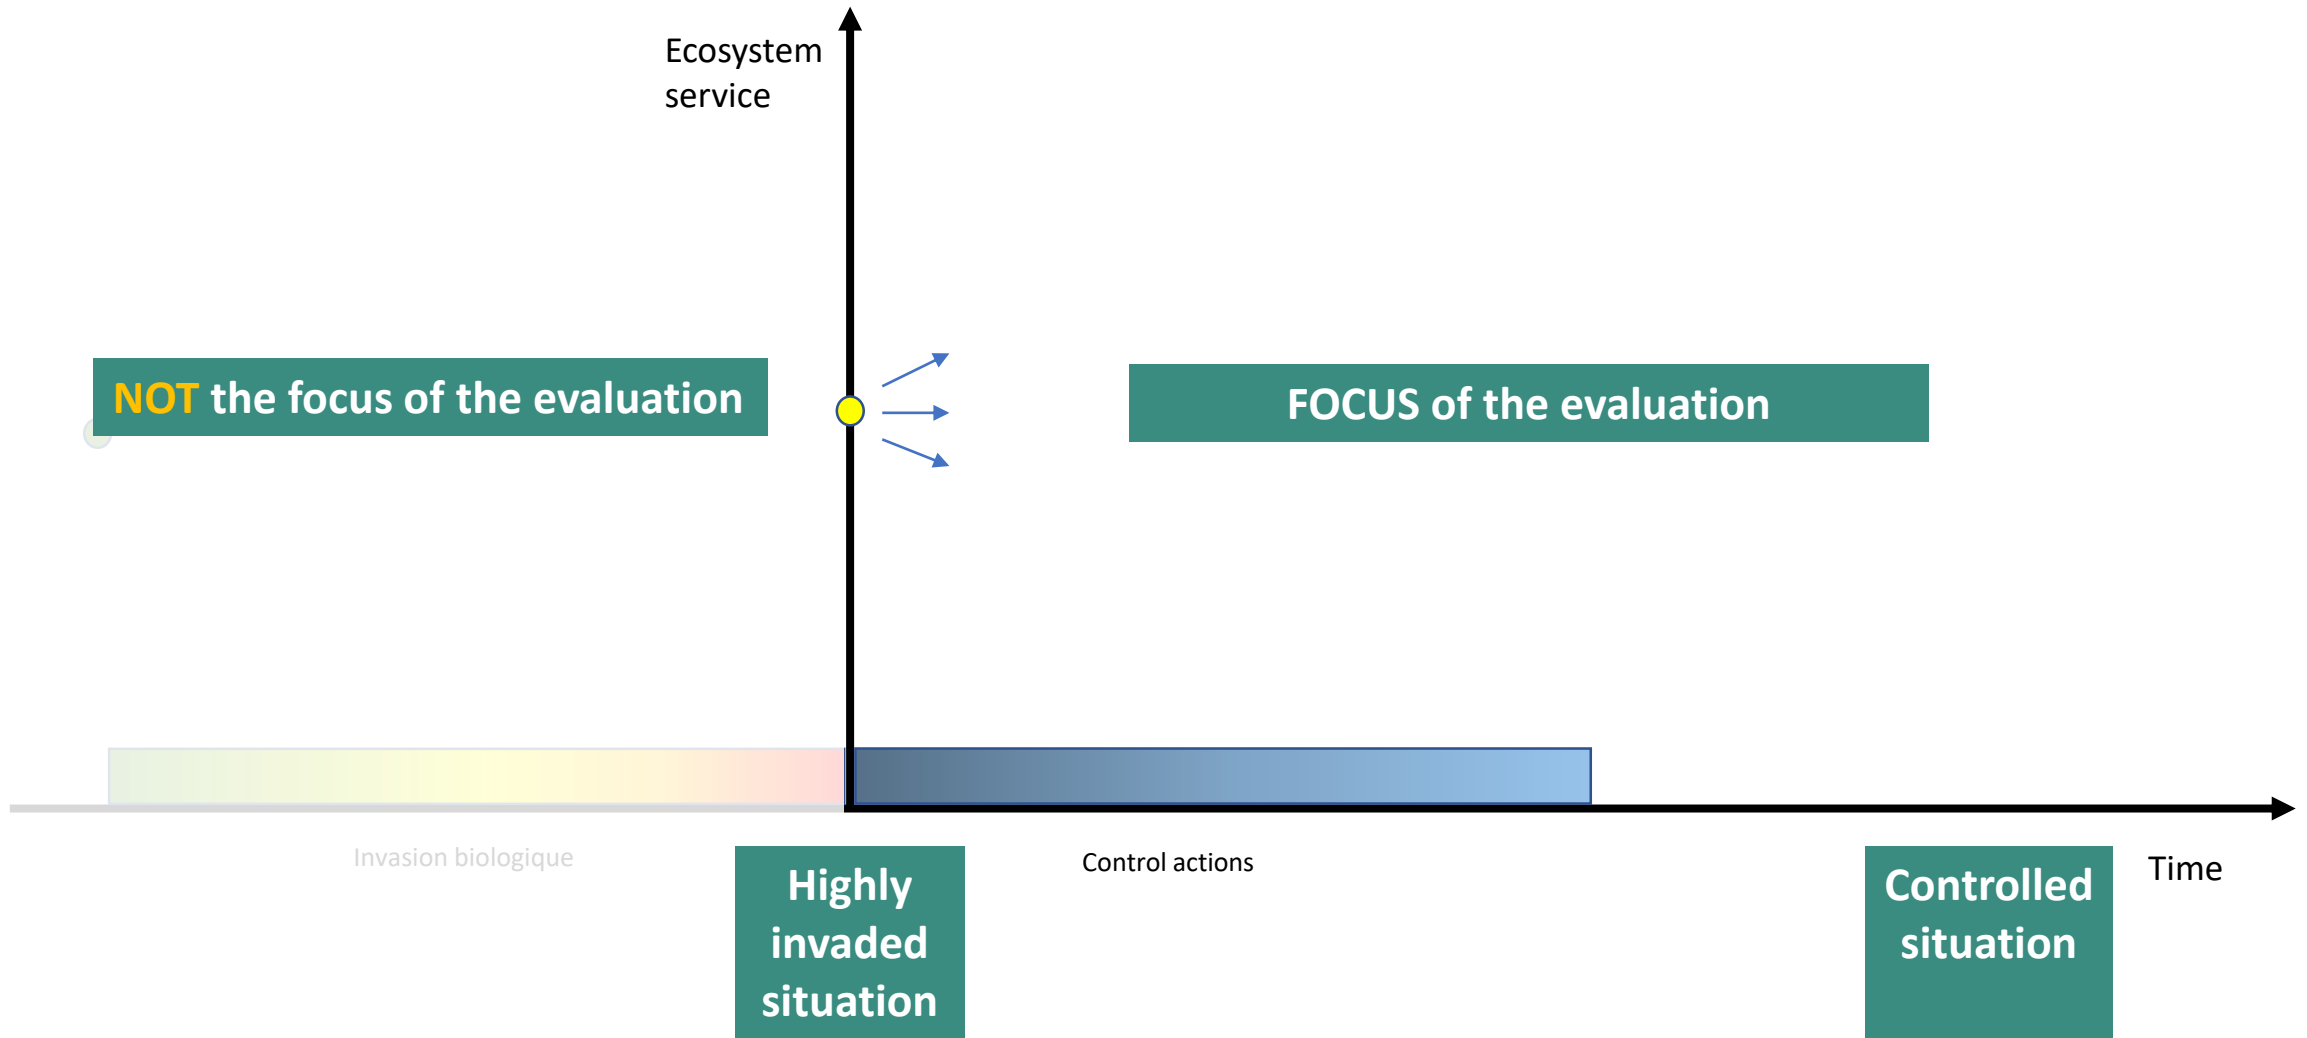 Ecosystem
service
NOT the focus of the evaluation
FOCUS of the evaluation
Invasion biologique
Control actions
Time
Highly
invaded
situation
Controlled
situation